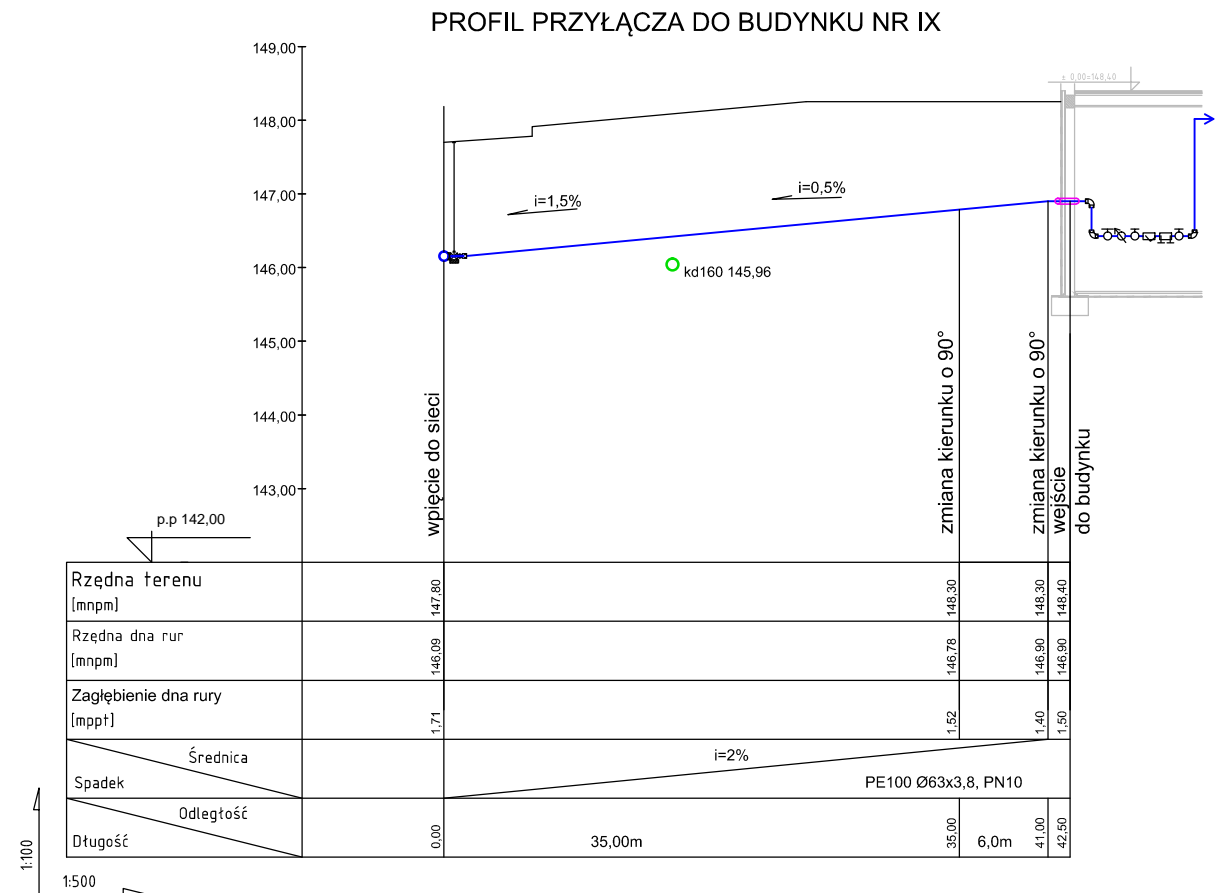 PROFIL PRZYŁĄCZA DO BUDYNKU NR IX
149,00
± 0,00=148,40
148,00
147,00
i=1,5%
i=0,5%
146,00
kd160 145,96
145,00
144,00
143,00
wpięcie do sieci
zmiana kierunku o 90°
zmiana kierunku o 90°
wejście
do budynku
p.p 142,00
Rzędna terenu
[mnpm]
147,80
148,30
148,30
148,40
Rzędna dna rur
[mnpm]
146,09
146,78
146,90
146,90
Zagłębienie dna rury
[mppt]
1,71
1,52
1,40
1,50
Średnica
Spadek
i=2%
PE100 Ø63x3,8, PN10
Odległość
Długość
0,00
35,00m
35,00
6,0m
41,00
42,50
1:100
1:500